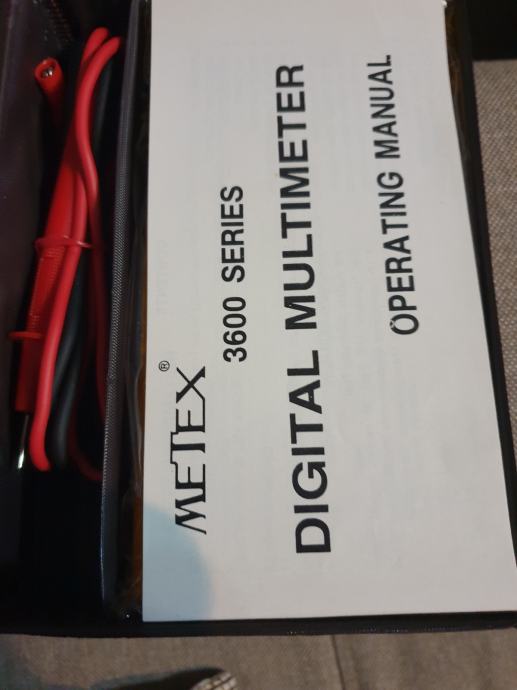 METEX®
3600 SERIES
DIGITAL MULTIMETER
OPERATING MANUAL